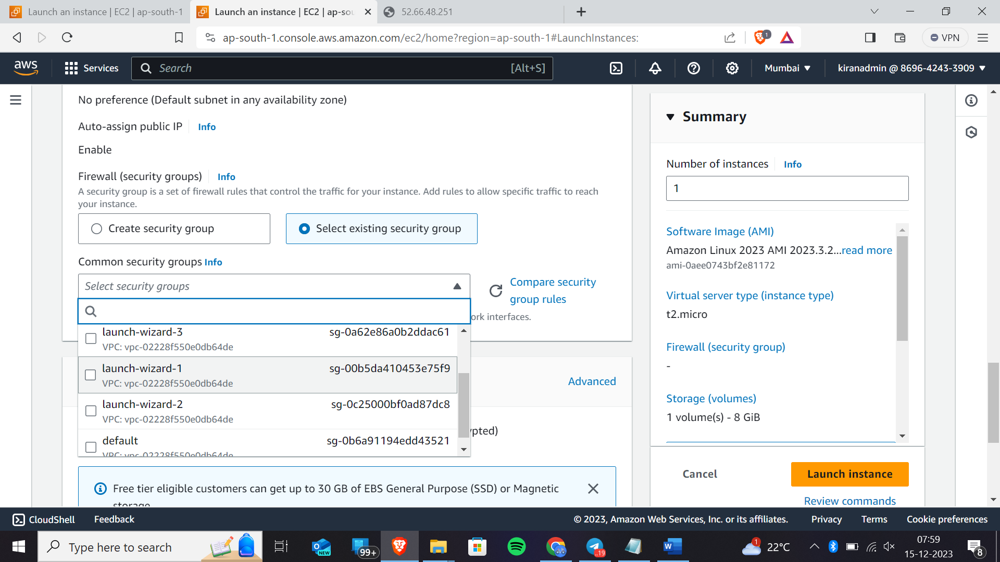 Launch an instance | EC2 | ap-south-1
Launch an instance | EC2 | ap-sou
52.66.48.251
ap-south-1.console.aws.amazon.com/ec2/home?region=ap-south-1#LaunchInstances:
1
VPN
aws
Services
Search
[Alt+S]
Mumbai
kiranadmin @ 8696-4243-3909
No preference (Default subnet in any availability zone)
Auto-assign public IP
Info
Enable
Firewall (security groups)
Info
A security group is a set of firewall rules that control the traffic for your instance. Add rules to allow specific traffic to reach
your instance.
Create security group
Select existing security group
Common security groups Info
Select security groups
Compare security
group rules
ork interfaces.
launch-wizard-3
sg-0a62e86a0b2ddac61
VPC: vpc-02228f550e0db64de
launch-wizard-1
sg-00b5da410453e75f9
VPC: vpc-02228f550e0db64de
launch-wizard-2
sg-0c25000bf0ad87dc8
VPC: vpc-02228f550e0db64de
default
sg-0b6a91194edd43521
VPC: vpc-02228f550e0db64de
Advanced
ypted)
Free tier eligible customers can get up to 30 GB of EBS General Purpose (SSD) or Magnetic
storage
Summary
Number of instances
Info
1
Software Image (AMI)
Amazon Linux 2023 AMI 2023.3.2...read more
ami-0aee0743bf2e81172
Virtual server type (instance type)
t2.micro
Firewall (security group)
-
Storage (volumes)
1 volume(s) - 8 GiB
Cancel
Launch instance
Review commands
CloudShell
Feedback
© 2023, Amazon Web Services, Inc. or its affiliates.
Privacy
Terms
Cookie preferences
Type here to search
NEW
99+
..19
W
1
22°C
07:59
15-12-2023
8